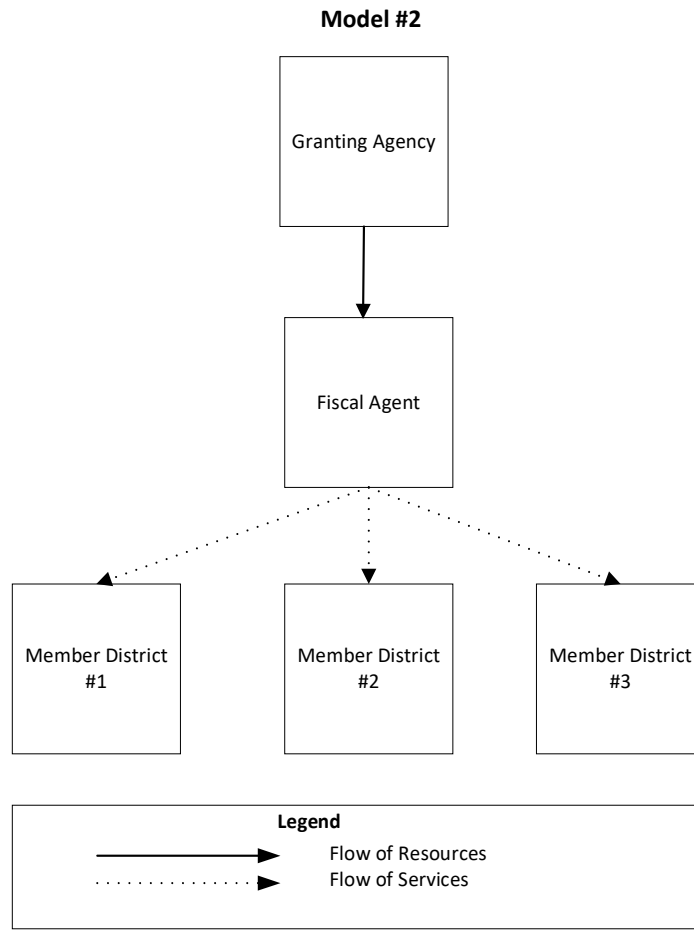 Model #2
Granting Agency
Fiscal Agent
Member District
#1
Member District
#2
Member District
#3
Legend
Flow of Resources
Flow of Services